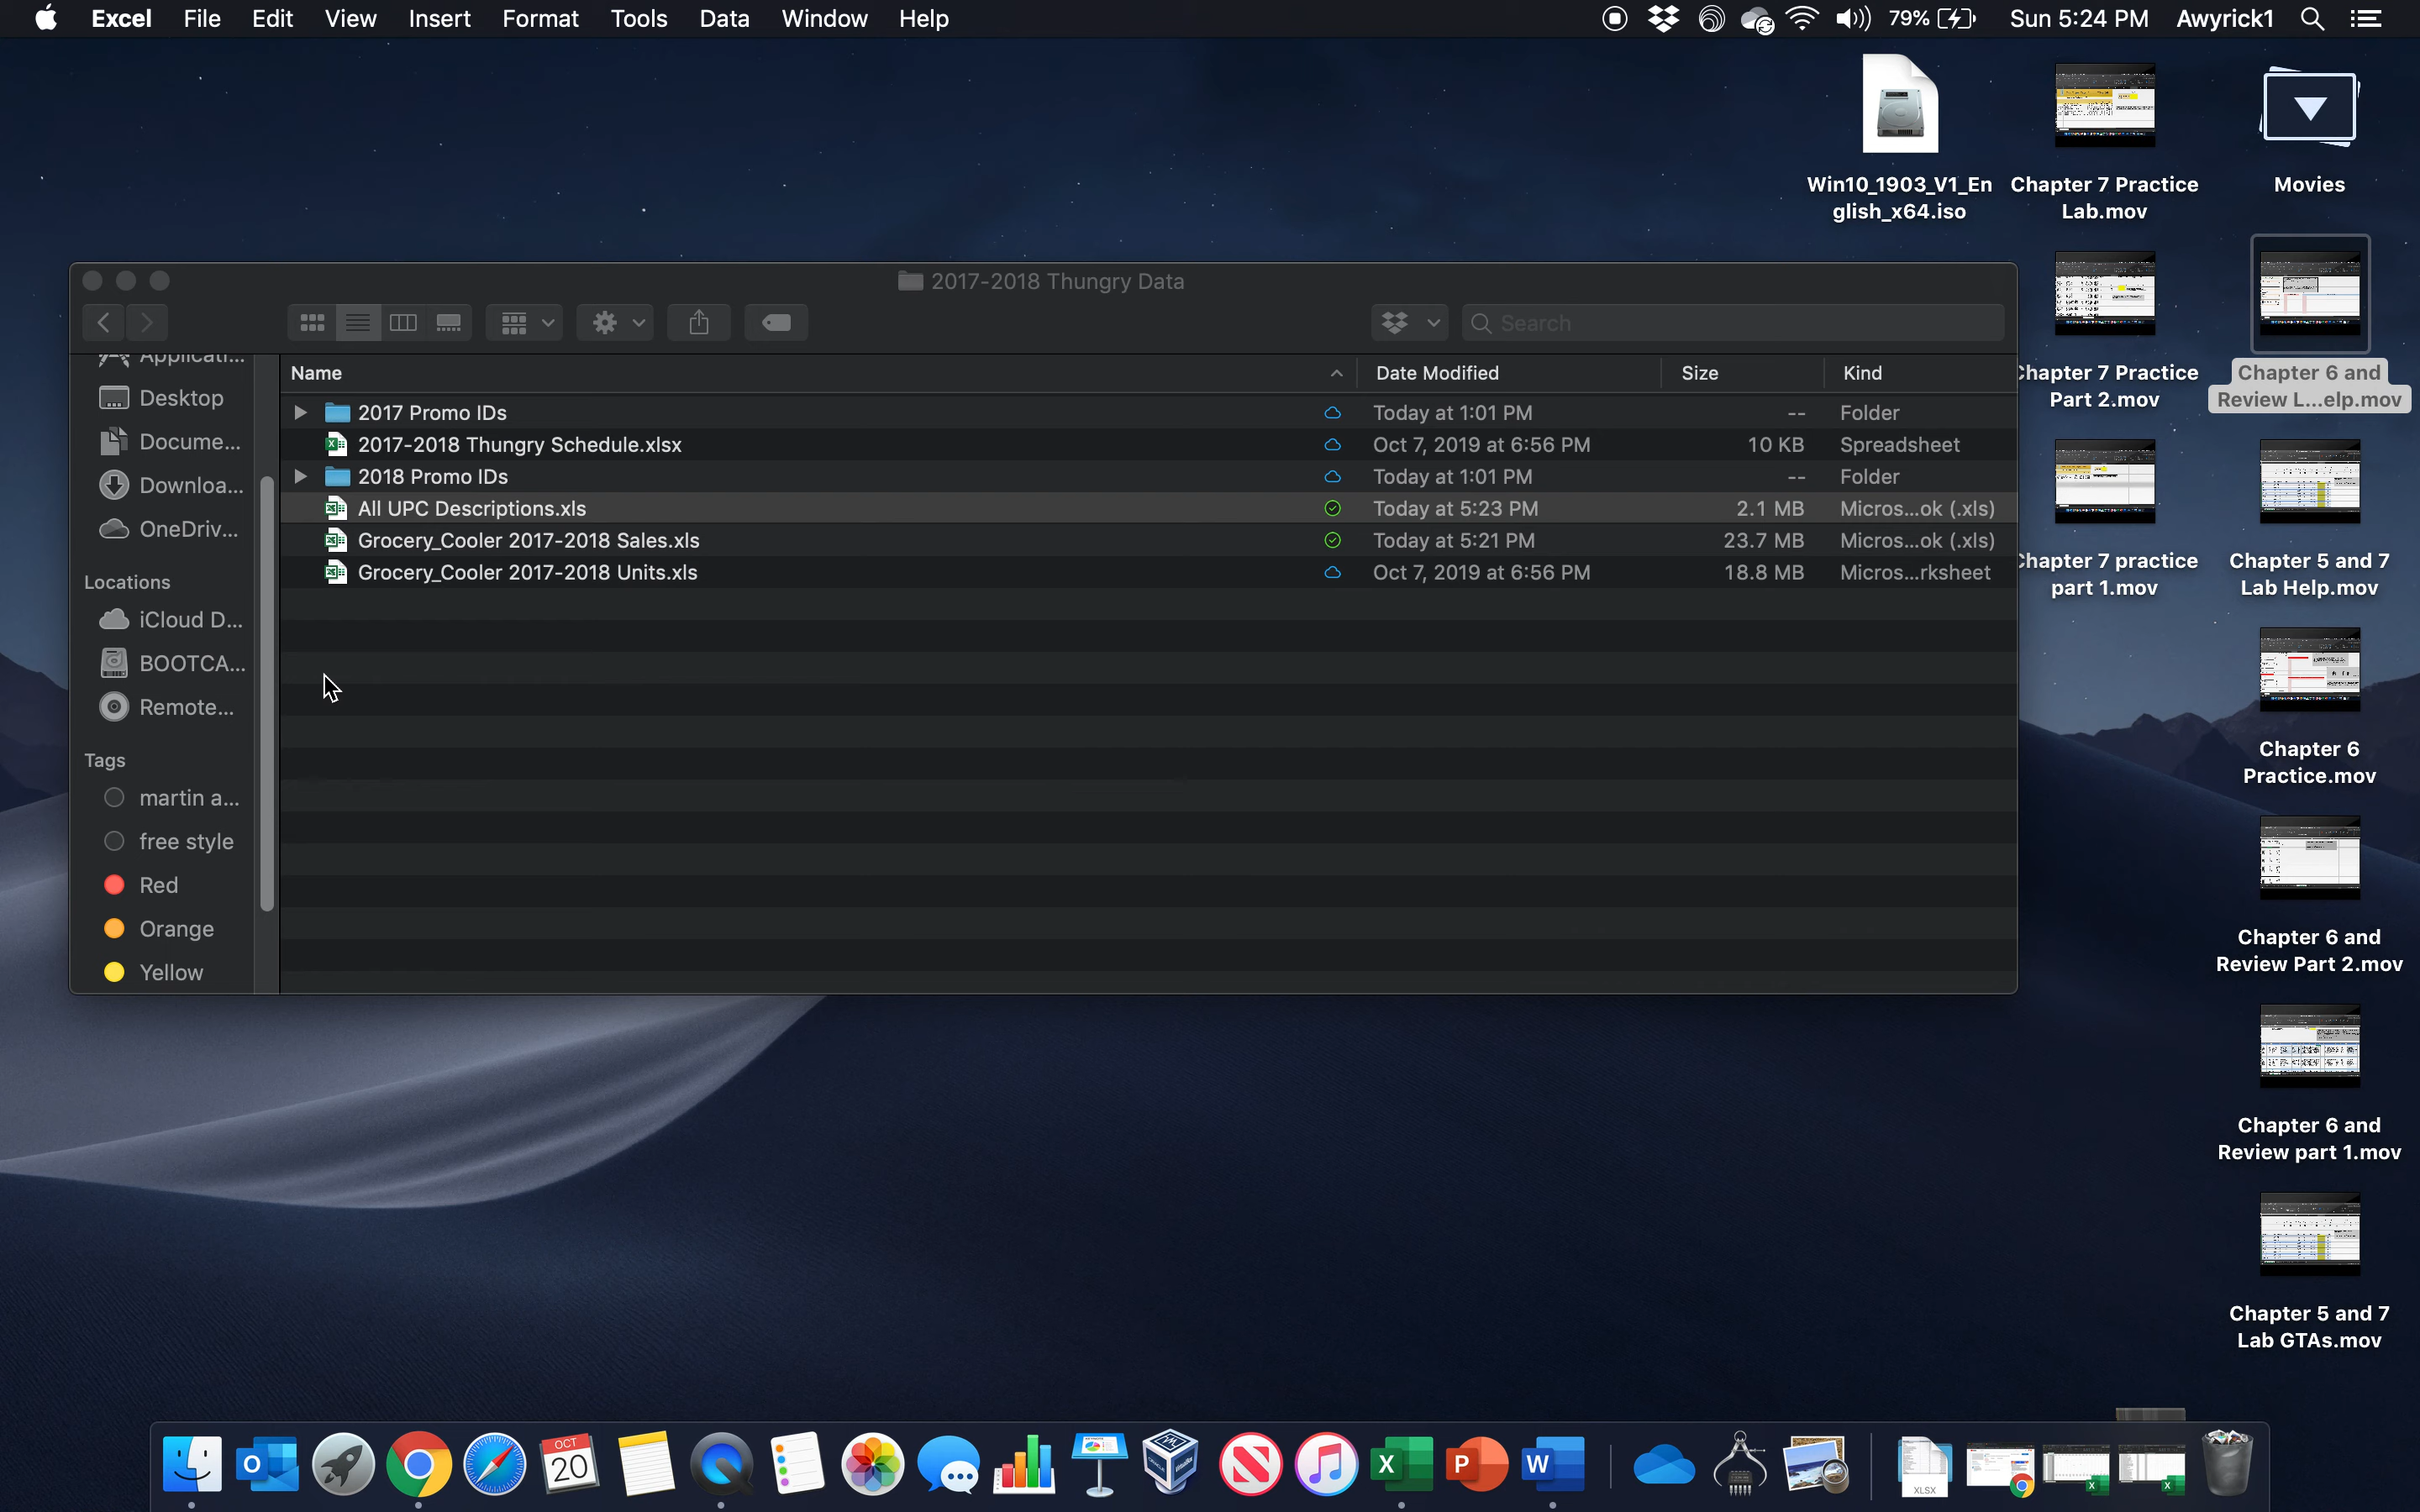 Excel File Edit View Insert Format Tools Data Window Help 79% Sun 5:24 PM Awyrick1
Win10_1903_V1_En
glish_x64.iso
Chapter 7 Practice
Lab.mov
Movies
2017-2018 Thungry Data
Search
Applicati...
Desktop
Docume...
Downloa...
OneDriv...
Locations
iCloud D...
BOOTCA...
Remote...
Tags
martin a...
free style
Red
Orange
Yellow
Name Date Modified Size Kind
2017 Promo IDs Today at 1:01 PM -- Folder
2017-2018 Thungry Schedule.xlsx Oct 7, 2019 at 6:56 PM 10 KB Spreadsheet
2018 Promo IDs Today at 1:01 PM -- Folder
All UPC Descriptions.xls Today at 5:23 PM 2.1 MB Micros...ok (.xls)
Grocery_Cooler 2017-2018 Sales.xls Today at 5:21 PM 23.7 MB Micros...ok (.xls)
Grocery_Cooler 2017-2018 Units.xls Oct 7, 2019 at 6:56 PM 18.8 MB Micros...rksheet
Chapter 7 Practice
Part 2.mov
Chapter 6 and
Review L...elp.mov
Chapter 7 practice
part 1.mov
Chapter 5 and 7
Lab Help.mov
Chapter 6
Practice.mov
Chapter 6 and
Review Part 2.mov
Chapter 6 and
Review part 1.mov
Chapter 5 and 7
Lab GTAs.mov
OCT
20
XLSX